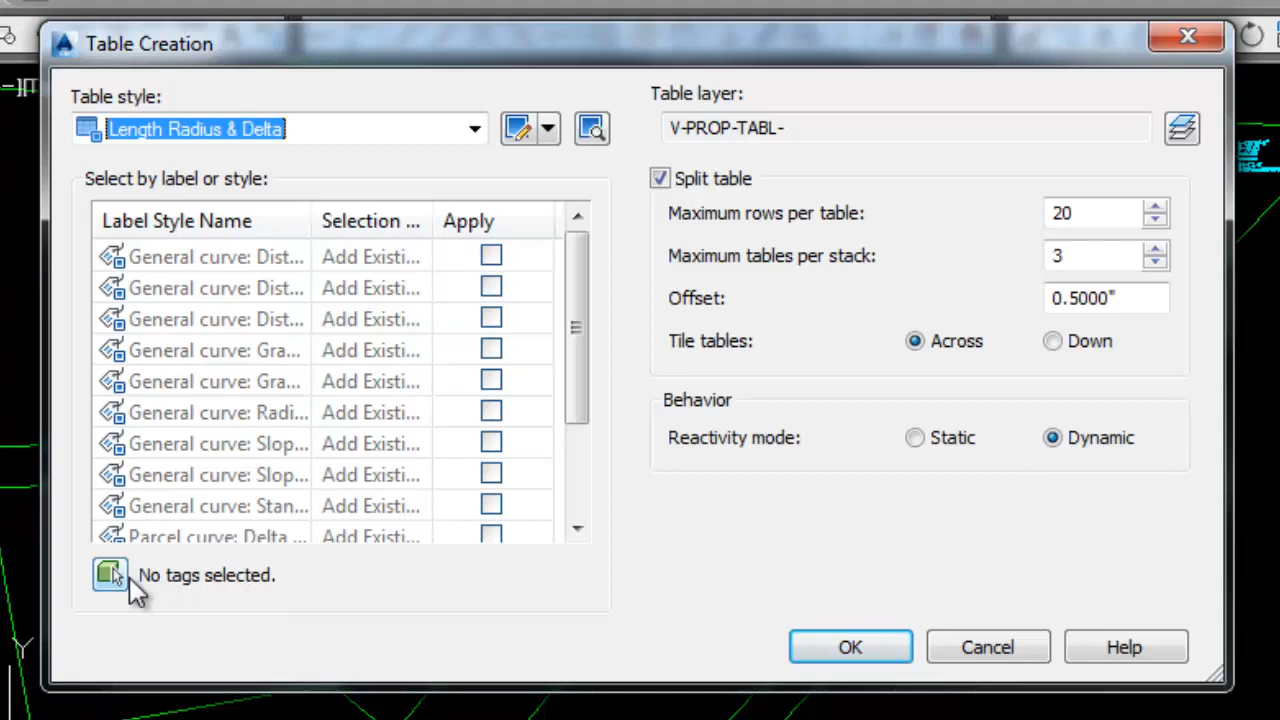 Table Creation
Table style:
Length Radius & Delta
Select by label or style:
Label Style Name Selection ... Apply
General curve: Dist... Add Existi...
General curve: Dist... Add Existi...
General curve: Dist... Add Existi...
General curve: Gra... Add Existi...
General curve: Gra... Add Existi...
General curve: Radi... Add Existi...
General curve: Slop... Add Existi...
General curve: Slop... Add Existi...
General curve: Stan... Add Existi...
Parcel curve: Delta ... Add Existi...
No tags selected.
Table layer:
V-PROP-TABL-
Split table
Maximum rows per table: 20
Maximum tables per stack: 3
Offset: 0.5000"
Tile tables: Across Down
Behavior
Reactivity mode: Static Dynamic
OK Cancel Help
Y